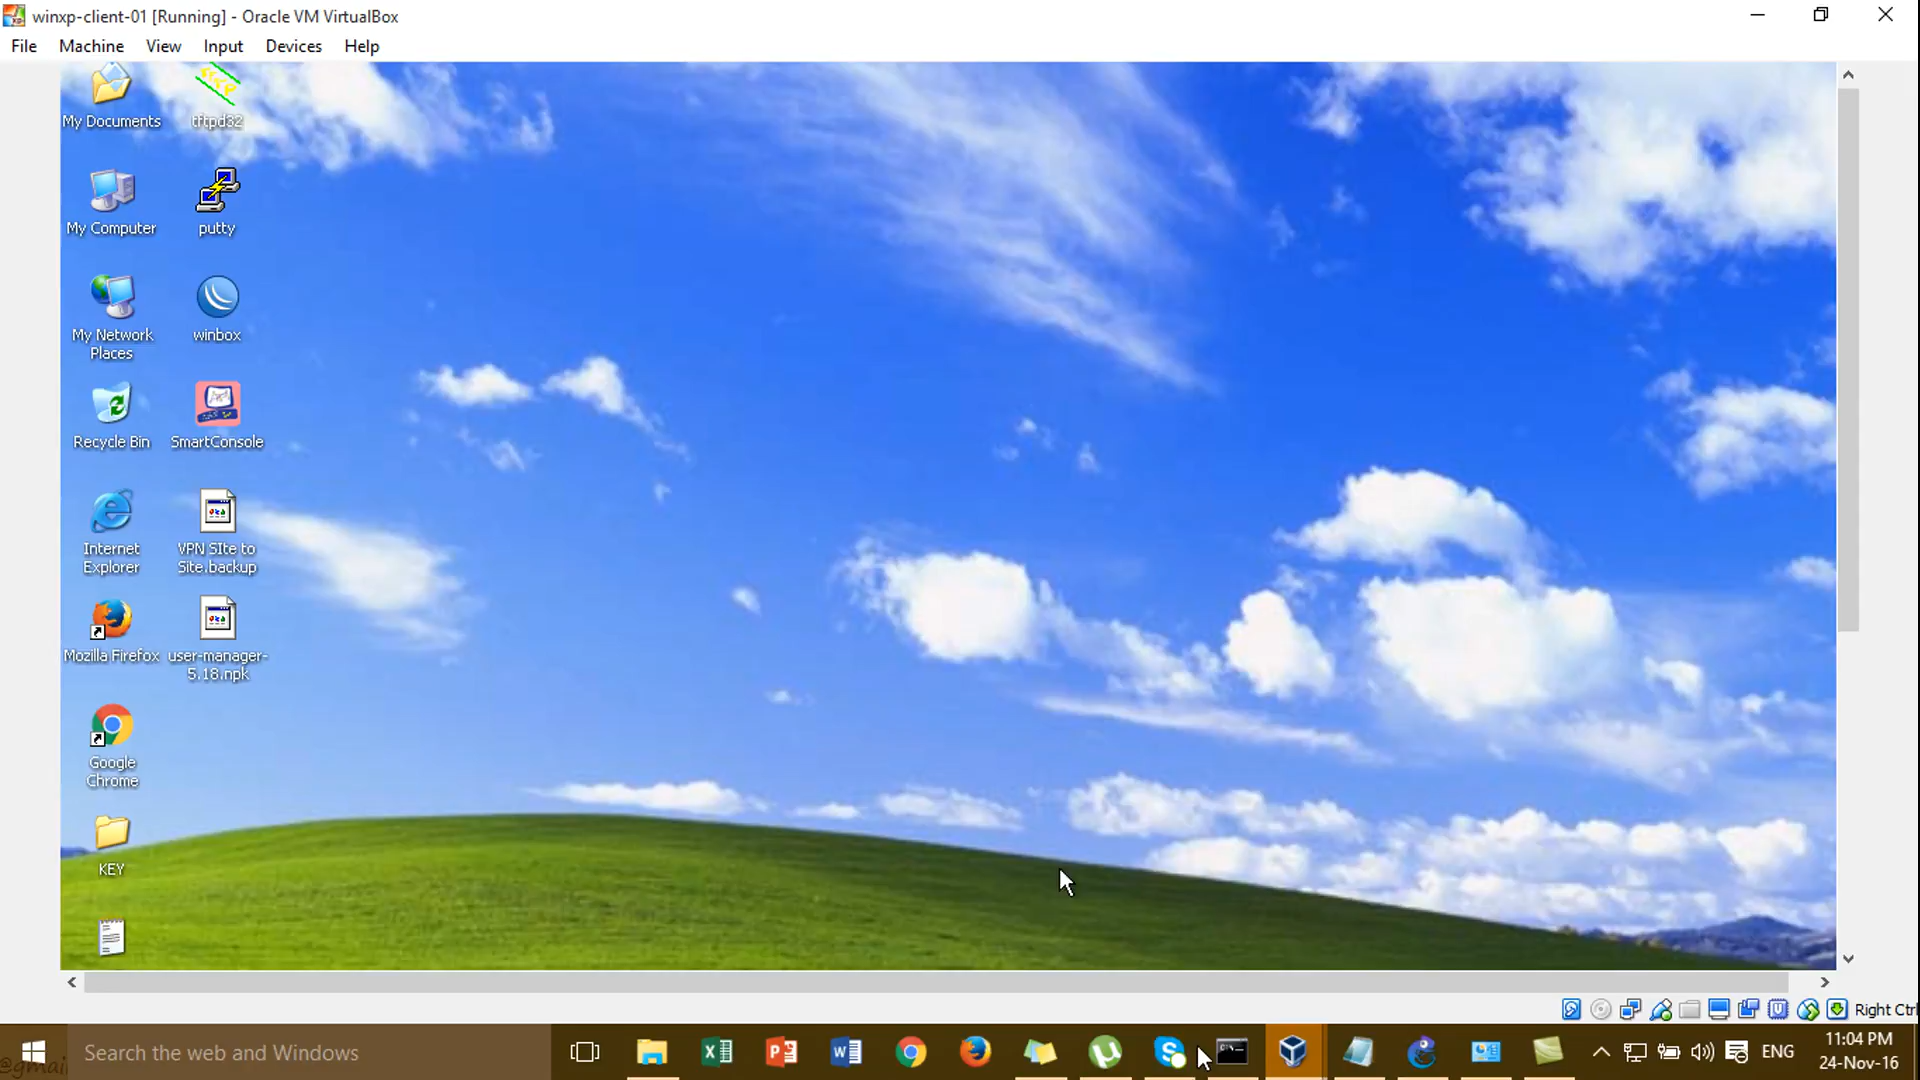 winxp-client-01 [Running] - Oracle VM VirtualBox
File Machine View Input Devices Help
My Documents
tftpd32
My Computer
putty
My Network
Places
winbox
Recycle Bin
SmartConsole
Internet
Explorer
VPN SIte to
Site.backup
Mozilla Firefox
user-manager-
5.18.npk
Google
Chrome
KEY
Right Ctrl
Search the web and Windows
ENG
11:04 PM
24-Nov-16